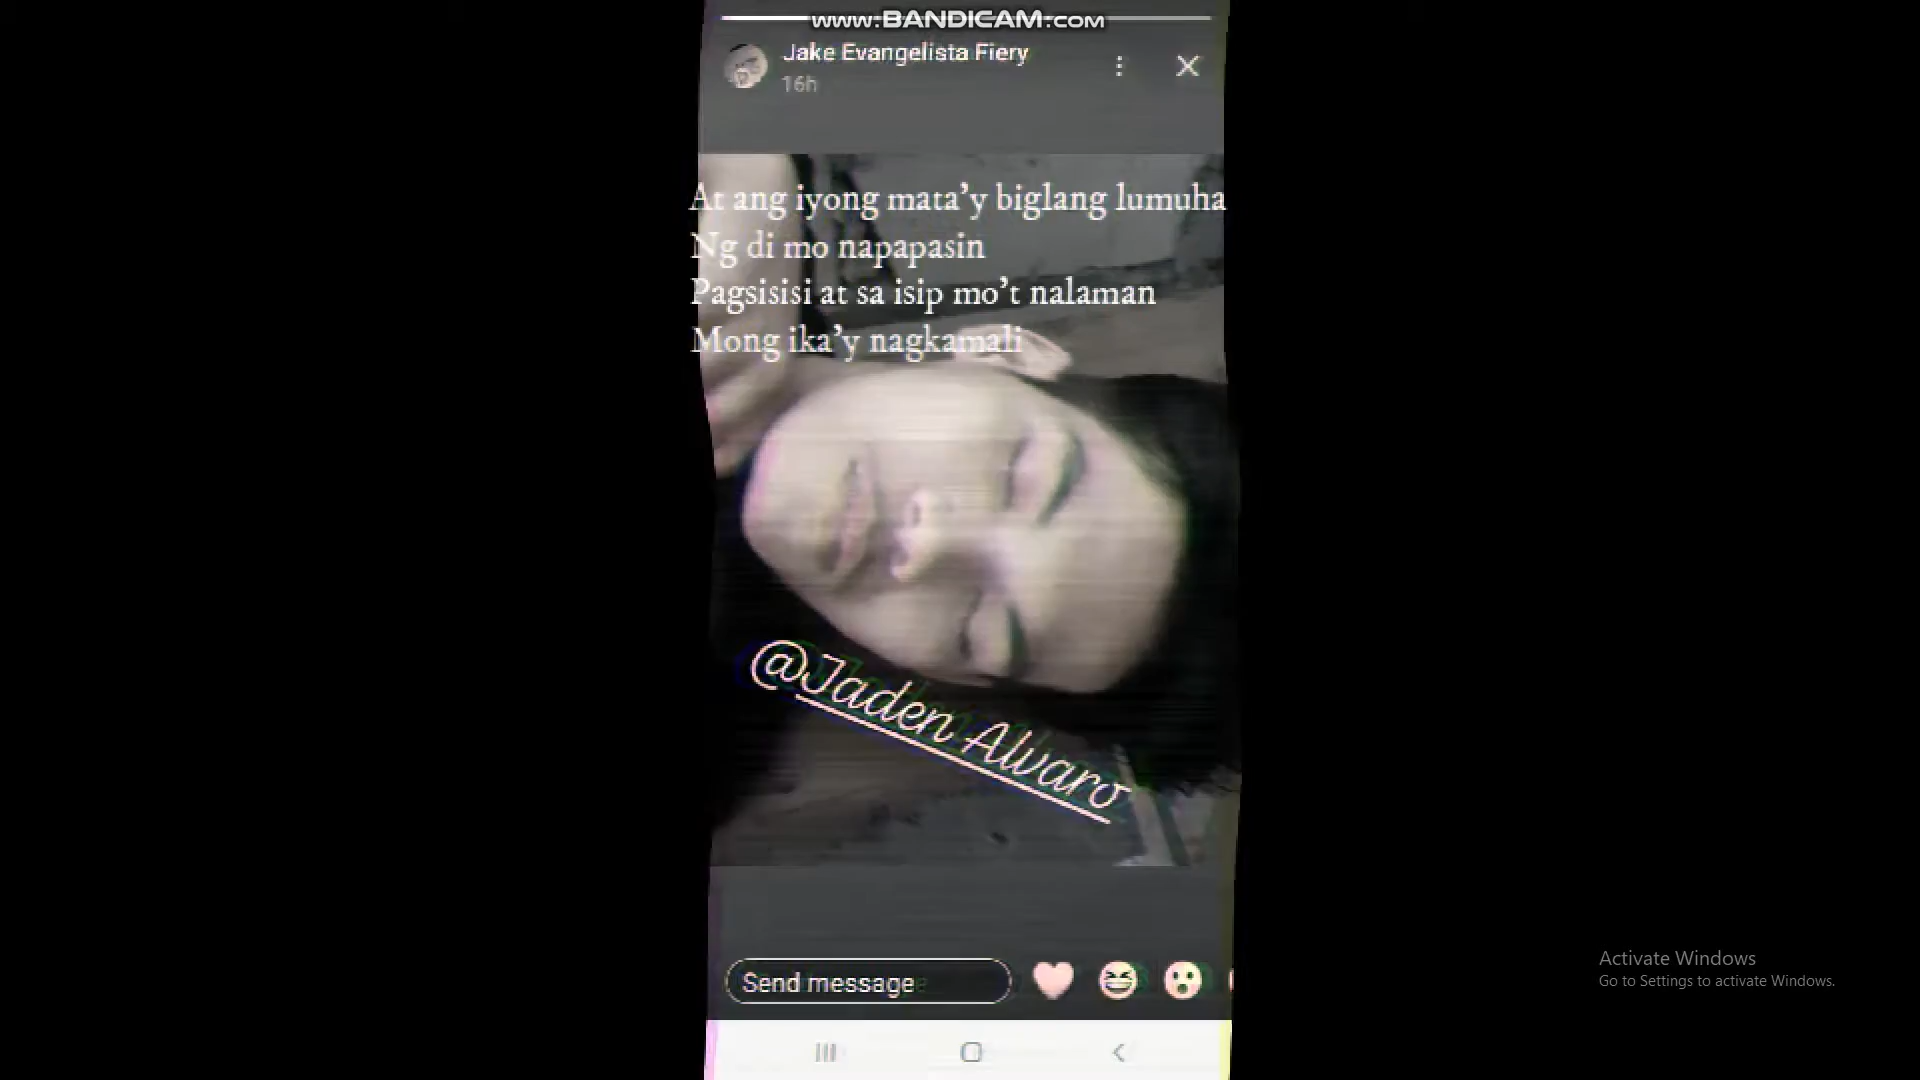 www.BANDICAM.com
Jake Evangelista Fiery
16h
At ang iyong mata’y biglang lumuha
Ng di mo napapasin
Pagsisisi at sa isip mo’t nalaman
Mong ika’y nagkamali
@Jaden Alvaro
Send message
Activate Windows
Go to Settings to activate Windows.